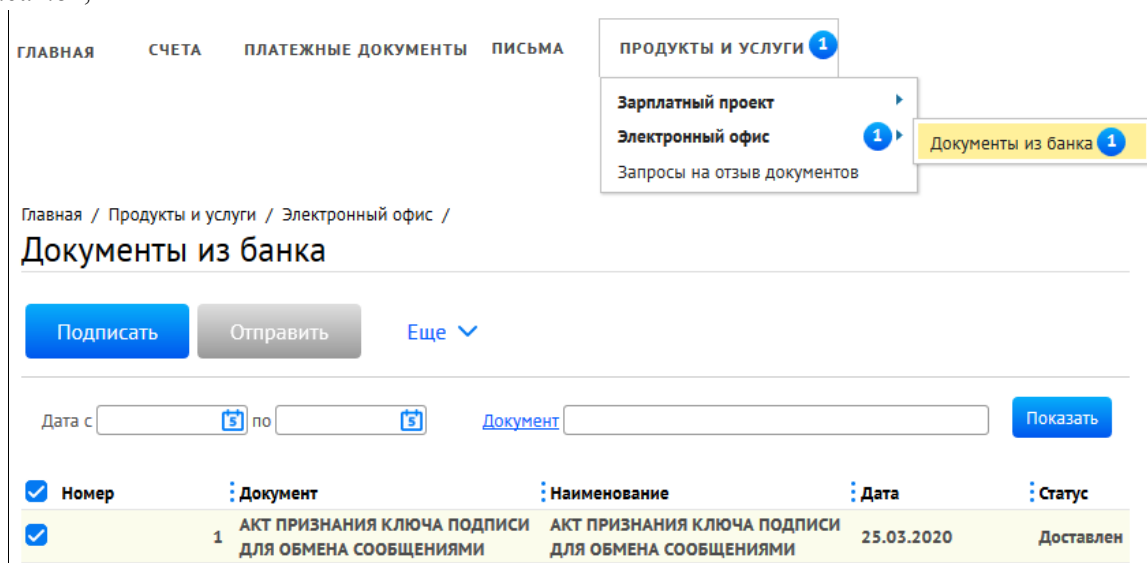 ГЛАВНАЯ СЧЕТА ПЛАТЕЖНЫЕ ДОКУМЕНТЫ ПИСЬМА ПРОДУКТЫ И УСЛУГИ 1
Зарплатный проект
Электронный офис 1 Документы из банка 1
Запросы на отзыв документов
Главная / Продукты и услуги / Электронный офис /
Документы из банка
Подписать Отправить Еще
Дата с 5 по 5 Документ Показать
Номер Документ Наименование Дата Статус
1 АКТ ПРИЗНАНИЯ КЛЮЧА ПОДПИСИ АКТ ПРИЗНАНИЯ КЛЮЧА ПОДПИСИ 25.03.2020 Доставлен
ДЛЯ ОБМЕНА СООБЩЕНИЯМИ ДЛЯ ОБМЕНА СООБЩЕНИЯМИ